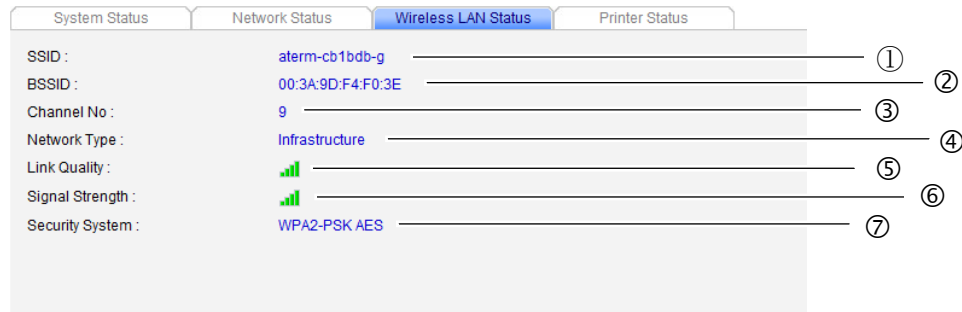 System Status Network Status Wireless LAN Status Printer Status
SSID : aterm-cb1bdb-g ①
BSSID : 00:3A:9D:F4:F0:3E ②
Channel No : 9 ③
Network Type : Infrastructure ④
Link Quality : ⑤
Signal Strength : ⑥
Security System : WPA2-PSK AES ⑦